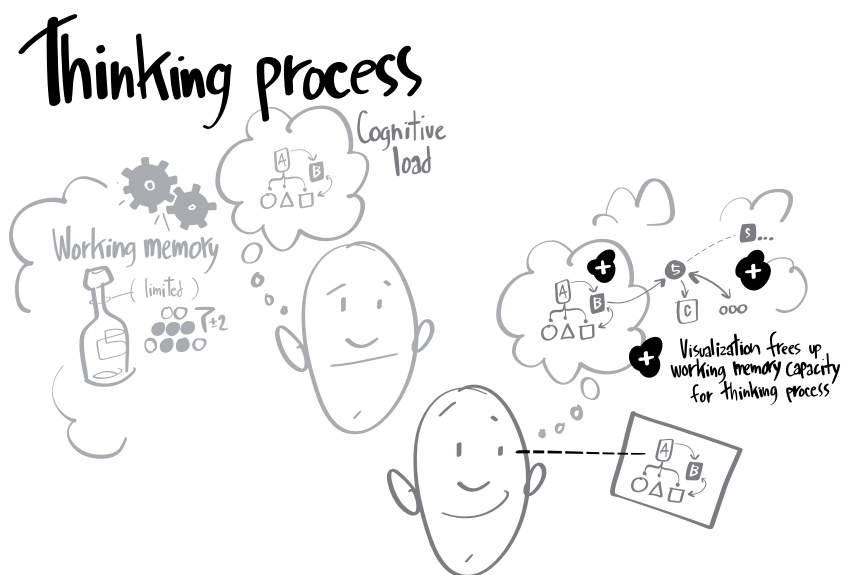 Thinking process
Cognitive
load
A
B
Working memory
(limited)
7±2
A
B
5
S...
C
Visualization frees up
working memory capacity
for thinking process
A
B